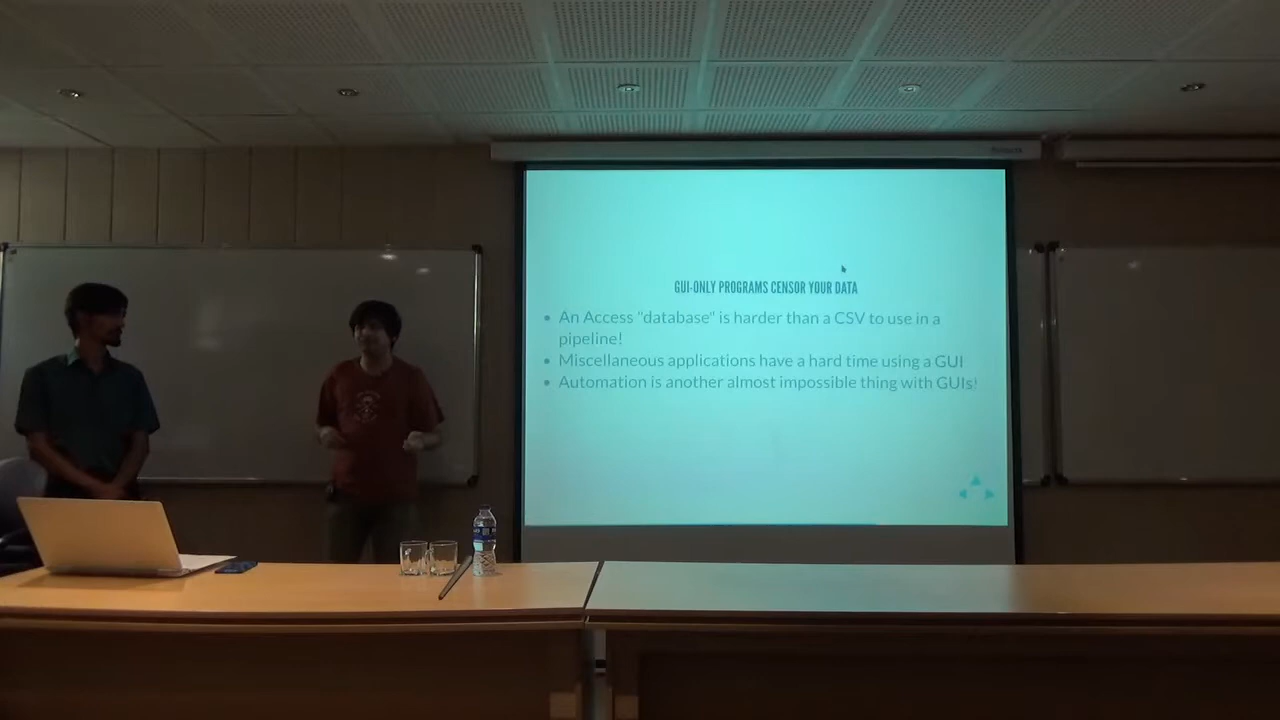 GUI-ONLY PROGRAMS CENSOR YOUR DATA
An Access "database" is harder than a CSV to use in a
pipeline!
Miscellaneous applications have a hard time using a GUI
Automation is another almost impossible thing with GUIs!